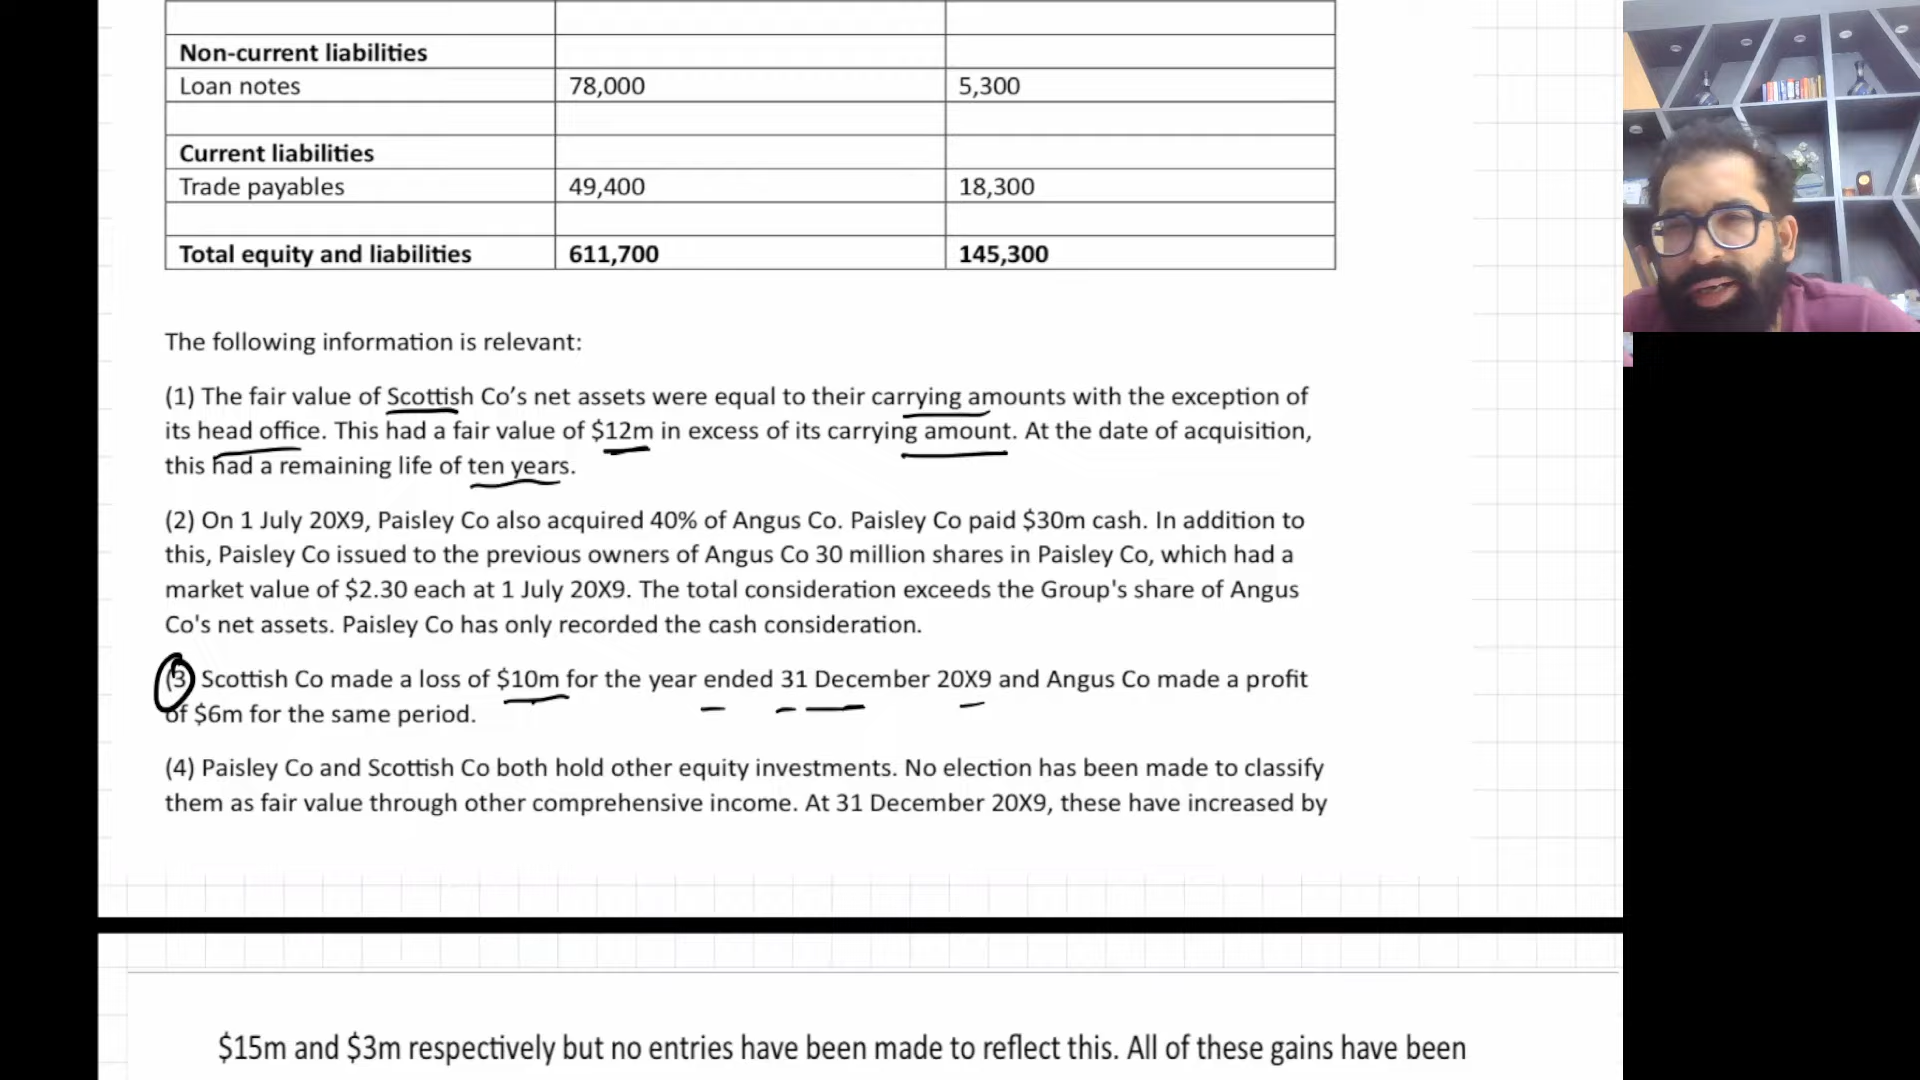 Non-current liabilities
Loan notes 78,000 5,300
Current liabilities
Trade payables 49,400 18,300
Total equity and liabilities 611,700 145,300
The following information is relevant:
(1) The fair value of Scottish Co’s net assets were equal to their carrying amounts with the exception of
its head office. This had a fair value of $12m in excess of its carrying amount. At the date of acquisition,
this had a remaining life of ten years.
(2) On 1 July 20X9, Paisley Co also acquired 40% of Angus Co. Paisley Co paid $30m cash. In addition to
this, Paisley Co issued to the previous owners of Angus Co 30 million shares in Paisley Co, which had a
market value of $2.30 each at 1 July 20X9. The total consideration exceeds the Group's share of Angus
Co's net assets. Paisley Co has only recorded the cash consideration.
(3) Scottish Co made a loss of $10m for the year ended 31 December 20X9 and Angus Co made a profit
of $6m for the same period.
(4) Paisley Co and Scottish Co both hold other equity investments. No election has been made to classify
them as fair value through other comprehensive income. At 31 December 20X9, these have increased by
$15m and $3m respectively but no entries have been made to reflect this. All of these gains have been